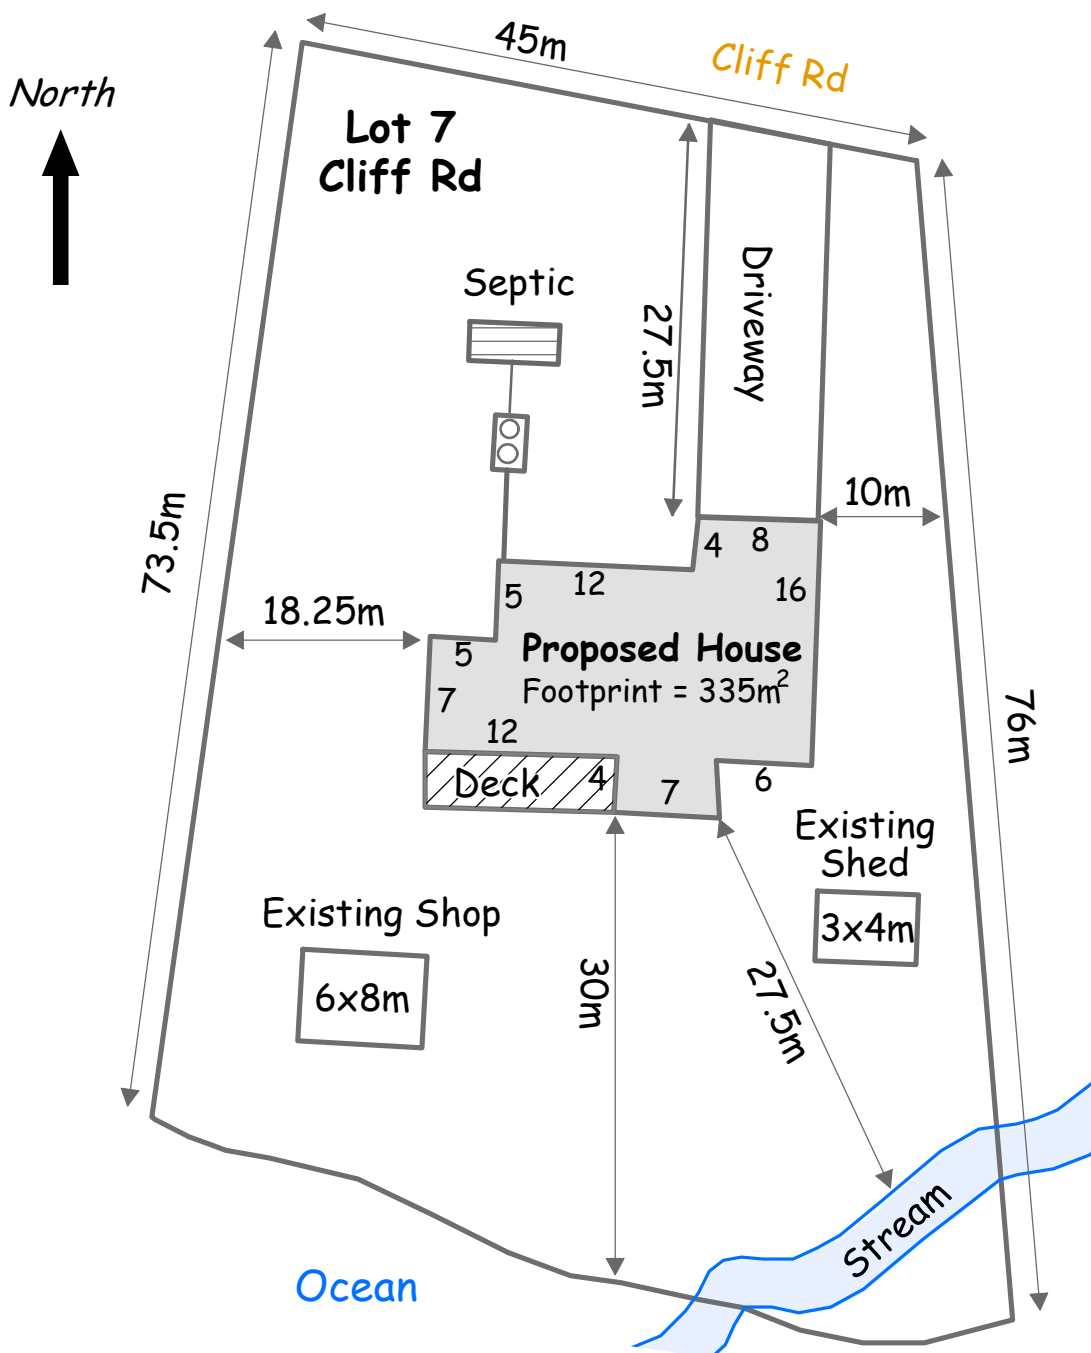 45m
Cliff Rd
North
Lot 7
Cliff Rd
Driveway
Septic
27.5m
10m
73.5m
4
8
12
5
16
18.25m
5
Proposed House
Footprint = 335m²
7
12
76m
Deck
4
7
6
Existing
Shed
3x4m
Existing Shop
6x8m
30m
27.5m
Stream
Ocean